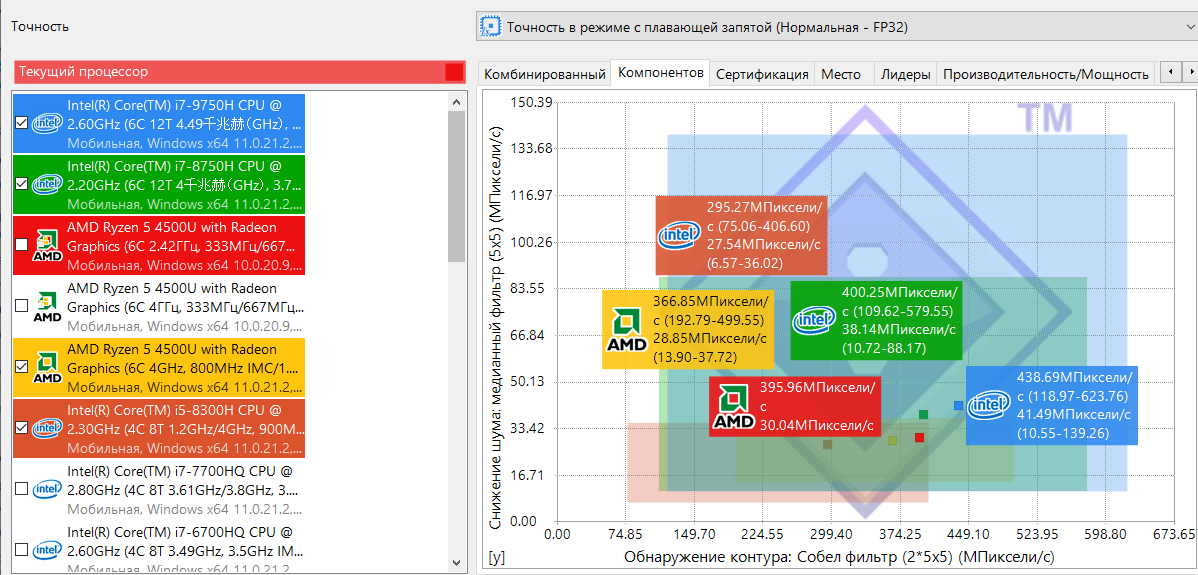 Точность
Точность в режиме с плавающей запятой (Нормальная - FP32)
Текущий процессор
Intel(R) Core(TM) i7-9750H CPU @
2.60GHz (6C 12T 4.49千兆赫(GHz), ...
Мобильная, Windows x64 11.0.21.2,...
Intel(R) Core(TM) i7-8750H CPU @
2.20GHz (6C 12T 4千兆赫(GHz), 3.7...
Мобильная, Windows x64 11.0.21.2,...
AMD Ryzen 5 4500U with Radeon
Graphics (6C 2.42ГГц, 333МГц/667...
Мобильная, Windows x64 10.0.20.9,...
AMD Ryzen 5 4500U with Radeon
Graphics (6C 4ГГц, 333МГц/667МГц...
Мобильная, Windows x64 10.0.20.9,...
AMD Ryzen 5 4500U with Radeon
Graphics (6C 4GHz, 800MHz IMC/1....
Мобильная, Windows x64 11.0.21.2,...
Intel(R) Core(TM) i5-8300H CPU @
2.30GHz (4C 8T 1.2GHz/4GHz, 900M...
Мобильная, Windows x64 11.0.21.2,...
Intel(R) Core(TM) i7-7700HQ CPU @
2.80GHz (4C 8T 3.61GHz/3.8GHz, 3....
Мобильная, Windows x64 11.0.21.2,...
Intel(R) Core(TM) i7-6700HQ CPU @
2.60GHz (4C 8T 3.49GHz, 3.5GHz IM...
Мобильная, Windows x64 11.0.21.2,...
intel
intel
AMD
AMD
AMD
intel
intel
intel
Комбинированный Компонентов Сертификация Место Лидеры Производительность/Мощность
TM
Снижение шума: медианный фильтр (5x5) (МПиксели/с)
150.39
133.68
116.97
100.26
83.55
66.84
50.13
33.42
16.71
0.00
intel
295.27МПиксели/
с (75.06-406.60)
27.54МПиксели/с
(6.57-36.02)
AMD
366.85МПиксели/
с (192.79-499.55)
28.85МПиксели/с
(13.90-37.72)
intel
400.25МПиксели/
с (109.62-579.55)
38.14МПиксели/с
(10.72-88.17)
AMD
395.96МПиксели/
с
30.04МПиксели/с
intel
438.69МПиксели/
с (118.97-623.76)
41.49МПиксели/с
(10.55-139.26)
0.00 74.85 149.70 224.55 299.40 374.25 449.10 523.95 598.80 673.65
[y]
Обнаружение контура: Собел фильтр (2*5x5) (МПиксели/с)